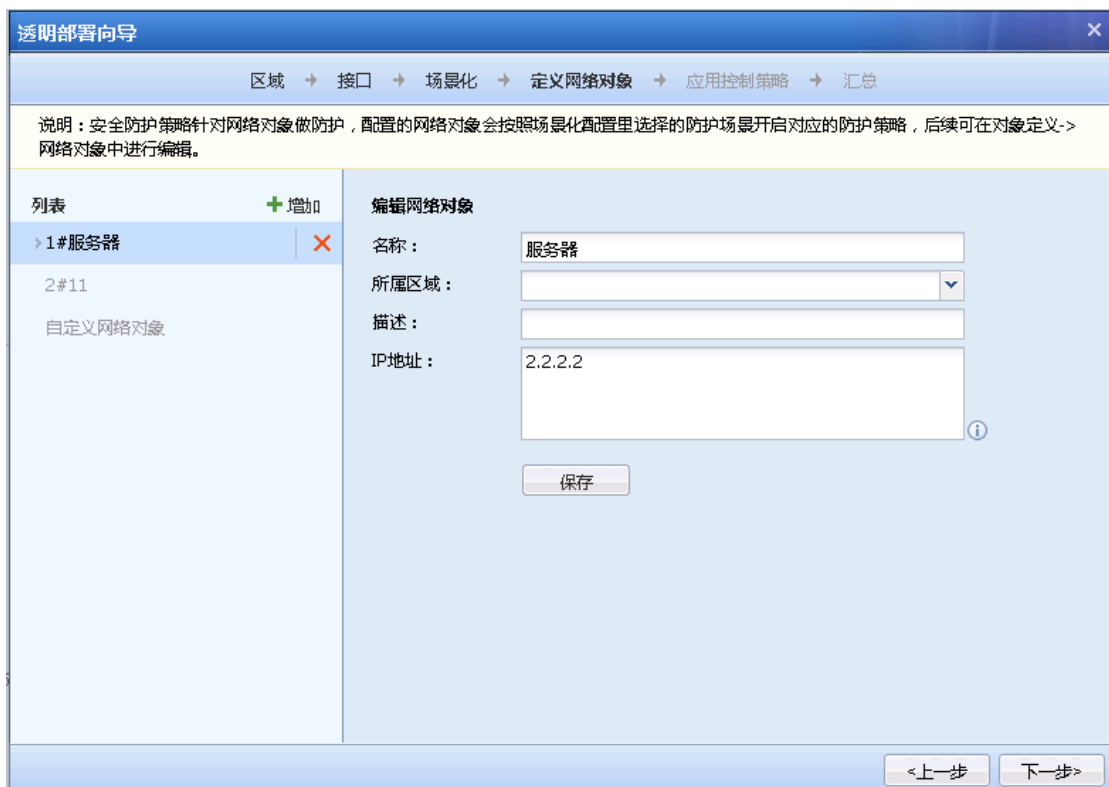 透明部署向导
区域 → 接口 → 场景化 → 定义网络对象 → 应用控制策略 → 汇总
说明：安全防护策略针对网络对象做防护，配置的网络对象会按照场景化配置里选择的防护场景开启对应的防护策略，后续可在对象定义->
网络对象中进行编辑。
列表
增加
1#服务器
2#11
自定义网络对象
编辑网络对象
名称：
服务器
所属区域：
描述：
IP地址：
2.2.2.2
保存
<上一步
下一步>